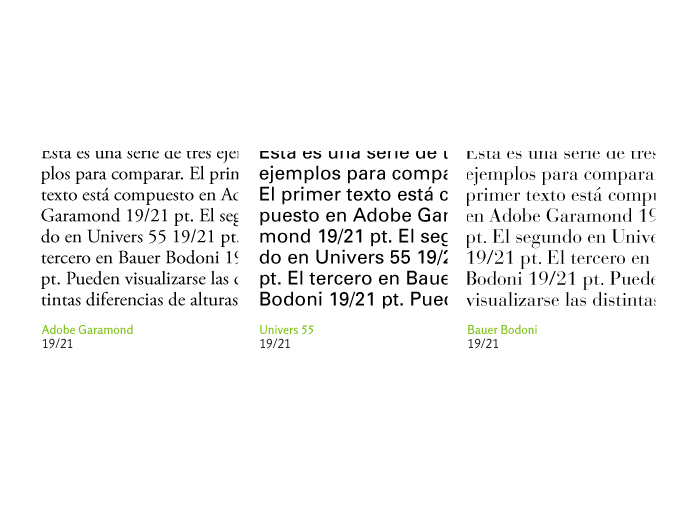 Esta es una serie de tres eje
plos para comparar. El prim
texto está compuesto en Ad
Garamond 19/21 pt. El seg
do en Univers 55 19/21 pt.
tercero en Bauer Bodoni 19
pt. Pueden visualizarse las d
tintas diferencias de alturas
Adobe Garamond
19/21
Esta es una serie de t
ejemplos para compa
El primer texto está c
puesto en Adobe Gar
mond 19/21 pt. El seg
do en Univers 55 19/2
pt. El tercero en Baue
Bodoni 19/21 pt. Pued
Univers 55
19/21
Esta es una serie de tres
ejemplos para compara
primer texto está compu
en Adobe Garamond 19
pt. El segundo en Unive
19/21 pt. El tercero en
Bodoni 19/21 pt. Puede
visualizarse las distintas
Bauer Bodoni
19/21